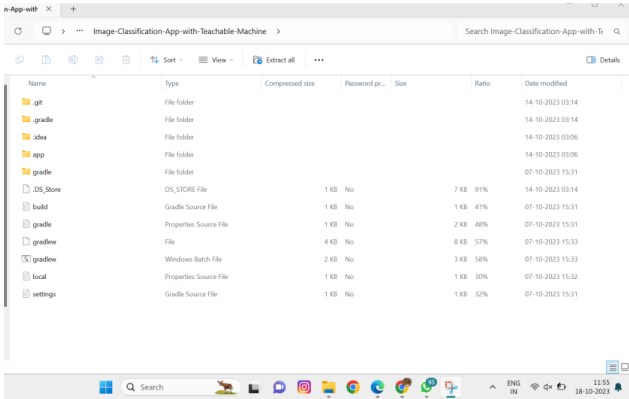 n-App-with
Image-Classification-App-with-Teachable-Machine
Search Image-Classification-App-with-Te
Sort View Extract all Details
Name Type Compressed size Password pr... Size Ratio Date modified
.git File folder 14-10-2023 03:14
.gradle File folder 14-10-2023 03:14
.idea File folder 14-10-2023 03:06
app File folder 14-10-2023 03:06
gradle File folder 07-10-2023 15:31
.DS_Store DS_STORE File 1 KB No 7 KB 91% 14-10-2023 03:14
build Gradle Source File 1 KB No 1 KB 41% 07-10-2023 15:31
gradle Properties Source File 1 KB No 2 KB 48% 07-10-2023 15:31
gradlew File 4 KB No 8 KB 57% 07-10-2023 15:33
gradlew Windows Batch File 2 KB No 3 KB 58% 07-10-2023 15:33
local Properties Source File 1 KB No 1 KB 30% 07-10-2023 15:32
settings Gradle Source File 1 KB No 1 KB 32% 07-10-2023 15:31
Search ENG 11:55
IN 18-10-2023